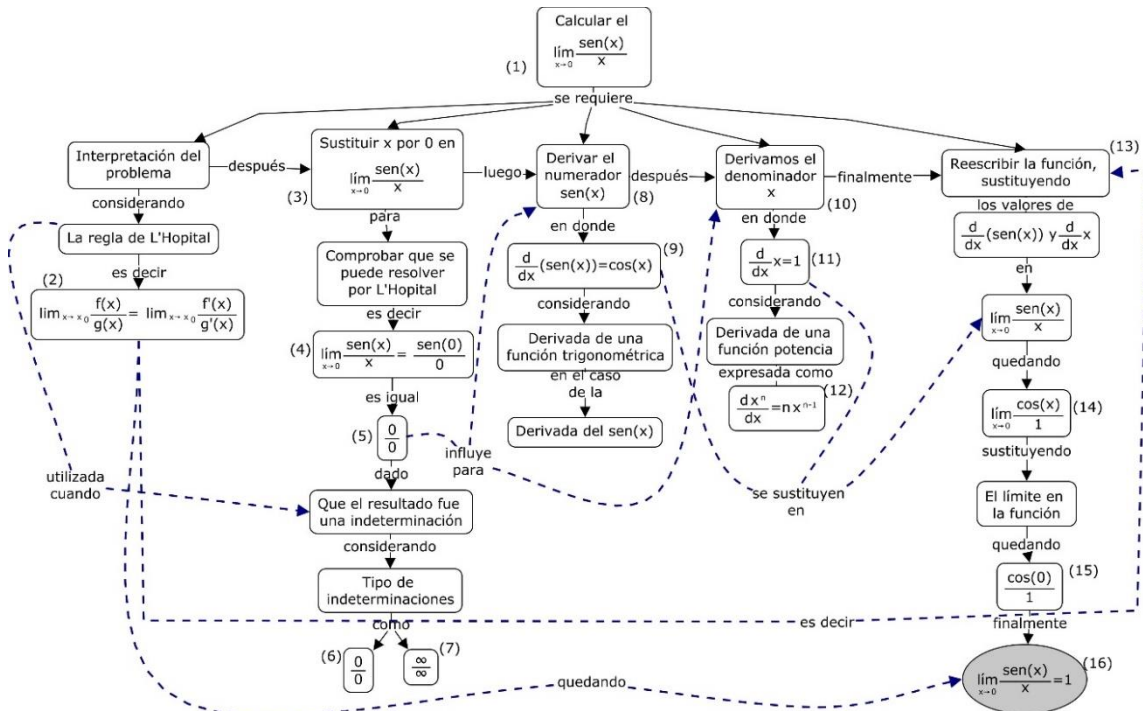 Calcular el
lím x→0 sen(x)/x
(1)
se requiere
Interpretación del
problema
después
Sustituir x por 0 en
lím x→0 sen(x)/x
(3)
luego
Derivar el
numerador
sen(x)
(8)
después
Derivamos el
denominador
x
(10)
finalmente
Reescribir la función,
sustituyendo
(13)
considerando
La regla de L'Hopital
es decir
(2)
lim x→x₀ f(x)/g(x) = lim x→x₀ f'(x)/g'(x)
utilizada
cuando
para
Comprobar que se
puede resolver
por L'Hopital
es decir
(4)
lím x→0 sen(x)/x = sen(0)/0
es igual
(5)
0/0
influye
para
dado
Que el resultado fue
una indeterminación
considerando
Tipo de
indeterminaciones
como
(6)
0/0
∞/∞
(7)
en donde
d/dx (sen(x))=cos(x)
(9)
considerando
Derivada de una
función trigonométrica
en el caso
de la
Derivada del sen(x)
en donde
d/dx x=1
(11)
considerando
Derivada de una
función potencia
expresada como
dxⁿ/dx =nxⁿ⁻¹
(12)
se sustituyen
en
los valores de
d/dx (sen(x)) y d/dx x
en
lím x→0 sen(x)/x
quedando
lím x→0 cos(x)/1
(14)
sustituyendo
El límite en
la función
quedando
cos(0)/1
(15)
es decir
finalmente
lím x→0 sen(x)/x =1
(16)
quedando